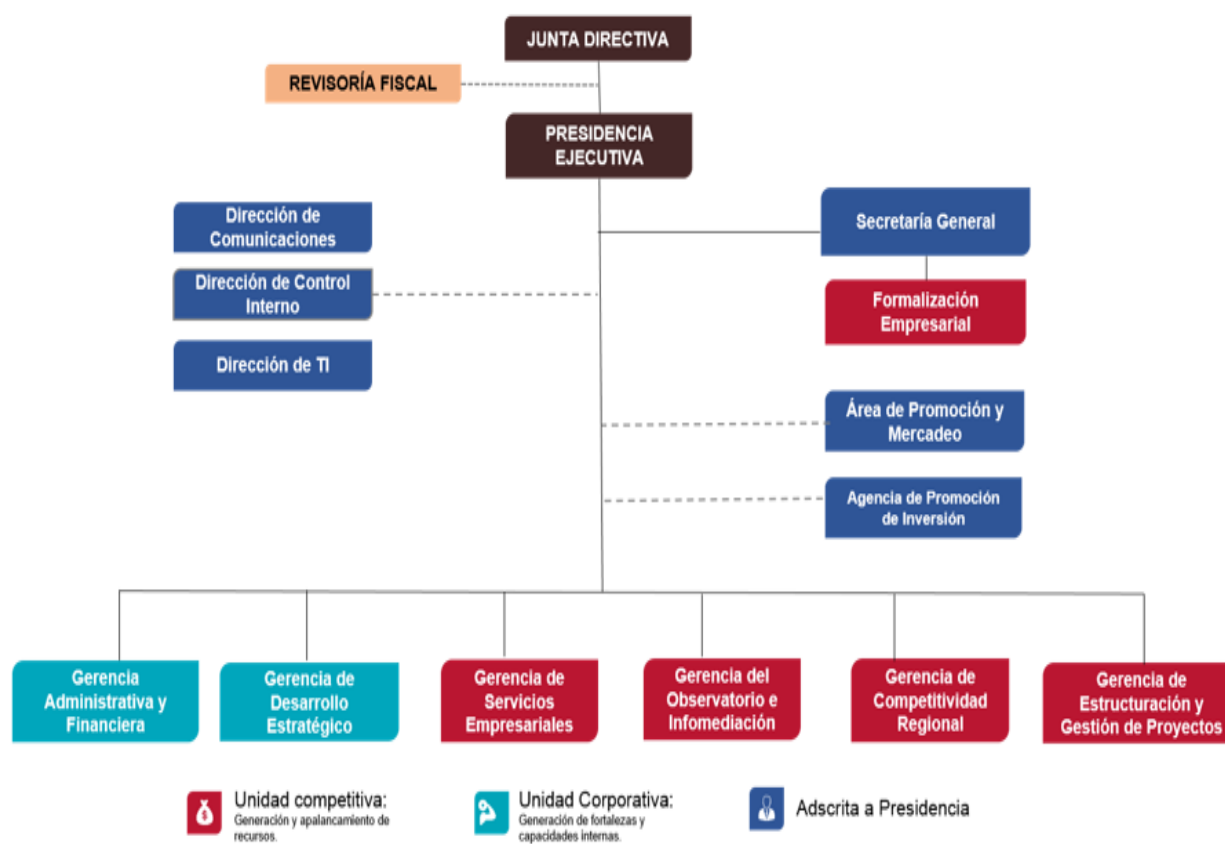 JUNTA DIRECTIVA
REVISORÍA FISCAL
PRESIDENCIA
EJECUTIVA
Dirección de
Comunicaciones
Secretaría General
Dirección de Control
Interno
Formalización
Empresarial
Dirección de TI
Área de Promoción y
Mercadeo
Agencia de Promoción
de Inversión
Gerencia
Administrativa y
Financiera
Gerencia de
Desarrollo
Estratégico
Gerencia de
Servicios
Empresariales
Gerencia del
Observatorio e
Infomediación
Gerencia de
Competitividad
Regional
Gerencia de
Estructuración y
Gestión de Proyectos
Unidad competitiva:
Generación y apalancamiento de
recursos.
Unidad Corporativa:
Generación de fortalezas y
capacidades internas.
Adscrita a Presidencia